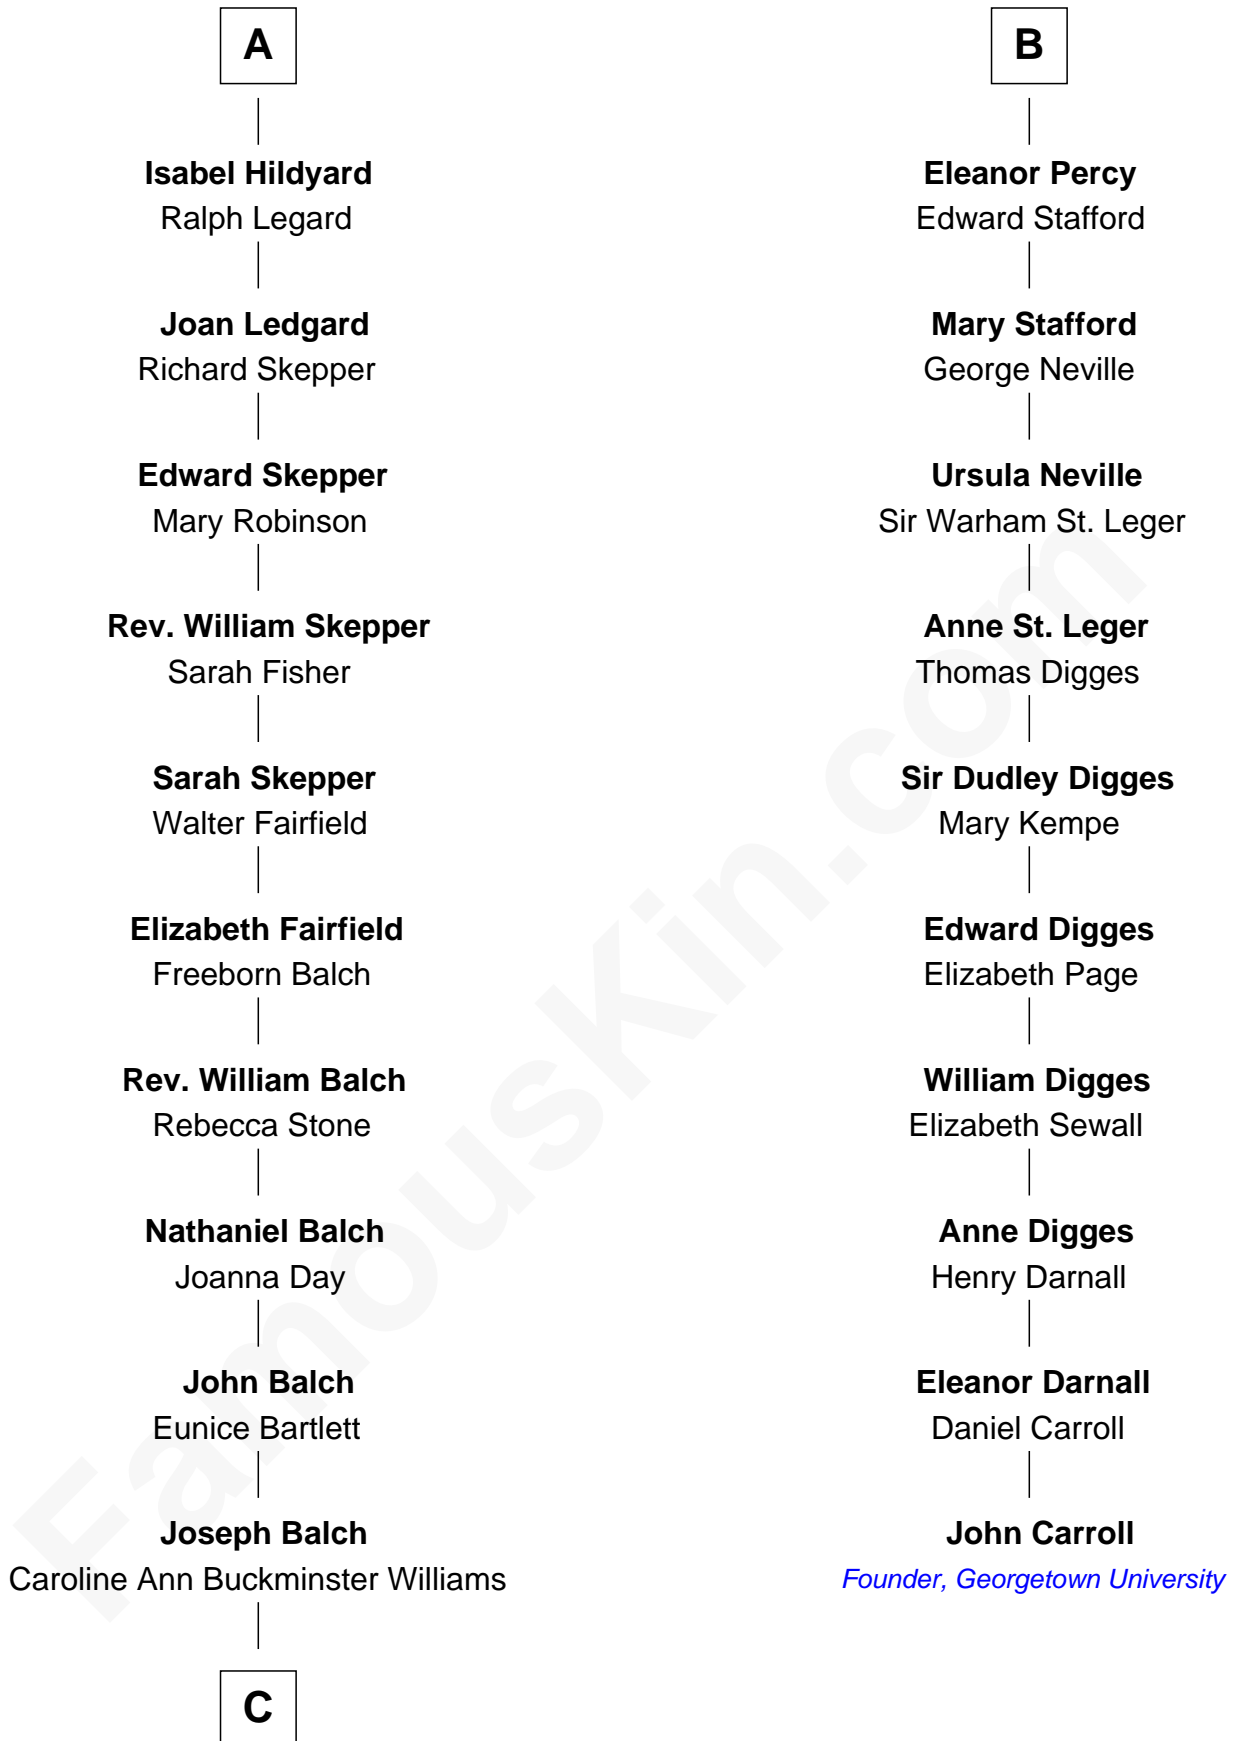 A
Isabel Hildyard
Ralph Legard
Joan Ledgard
Richard Skepper
Edward Skepper
Mary Robinson
Rev. William Skepper
Sarah Fisher
Sarah Skepper
Walter Fairfield
Elizabeth Fairfield
Freeborn Balch
Rev. William Balch
Rebecca Stone
Nathaniel Balch
Joanna Day
John Balch
Eunice Bartlett
Joseph Balch
Caroline Ann Buckminster Williams
C
B
Eleanor Percy
Edward Stafford
Mary Stafford
George Neville
Ursula Neville
Sir Warham St. Leger
Anne St. Leger
Thomas Digges
Sir Dudley Digges
Mary Kempe
Edward Digges
Elizabeth Page
William Digges
Elizabeth Sewall
Anne Digges
Henry Darnall
Eleanor Darnall
Daniel Carroll
John Carroll
Founder, Georgetown University
FamousKin.com